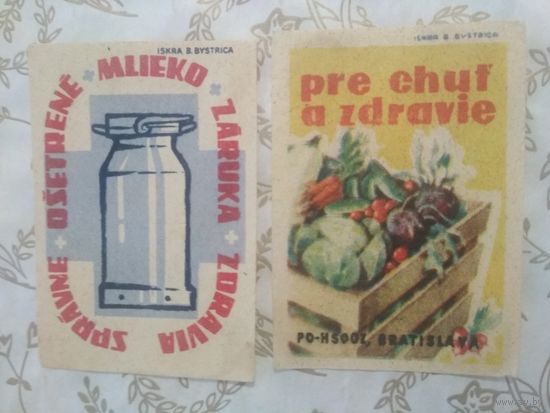 ISKRA B. BYSTRICA
SPRÁVNE + OŠETRENÉ + MLIEKO + ZÁRUKA + ZDRAVIA
ISKRA B. BYSTRICA
pre chuť
a zdravie
PO-HSOOZ, BRATISLAVA